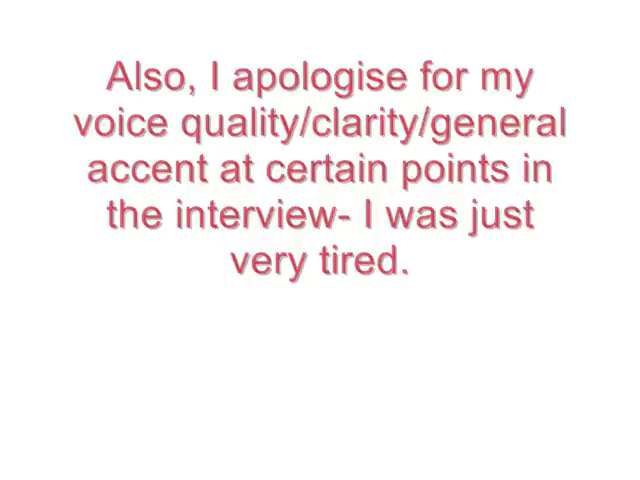 Also, I apologise for my
voice quality/clarity/general
accent at certain points in
the interview- I was just
very tired.